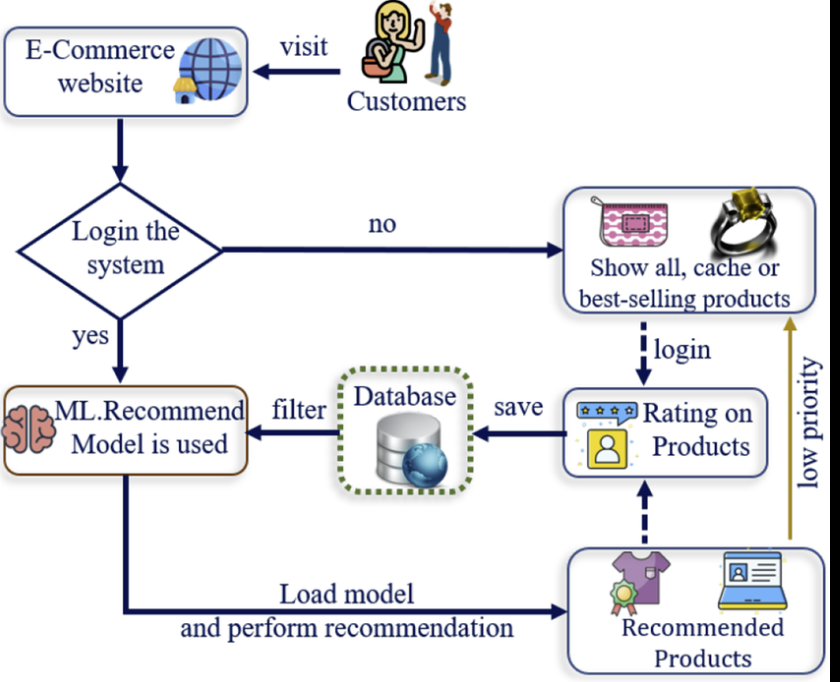 E-Commerce
website
visit
Customers
Login the
system
no
Show all, cache or
best-selling products
yes
login
low priority
ML.Recommend
Model is used
filter
Database
save
Rating on
Products
Load model
and perform recommendation
Recommended
Products